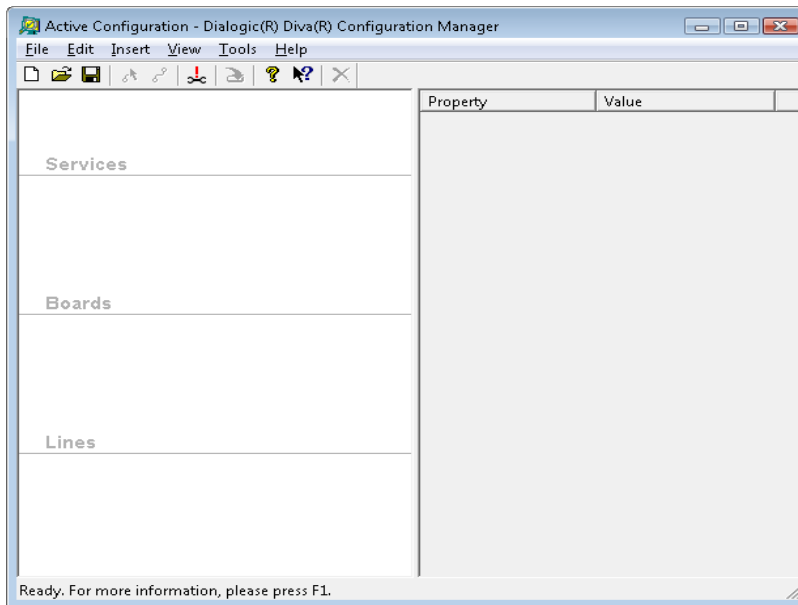 Active Configuration - Dialogic(R) Diva(R) Configuration Manager
File Edit Insert View Tools Help
Property Value
Services
Boards
Lines
Ready. For more information, please press F1.